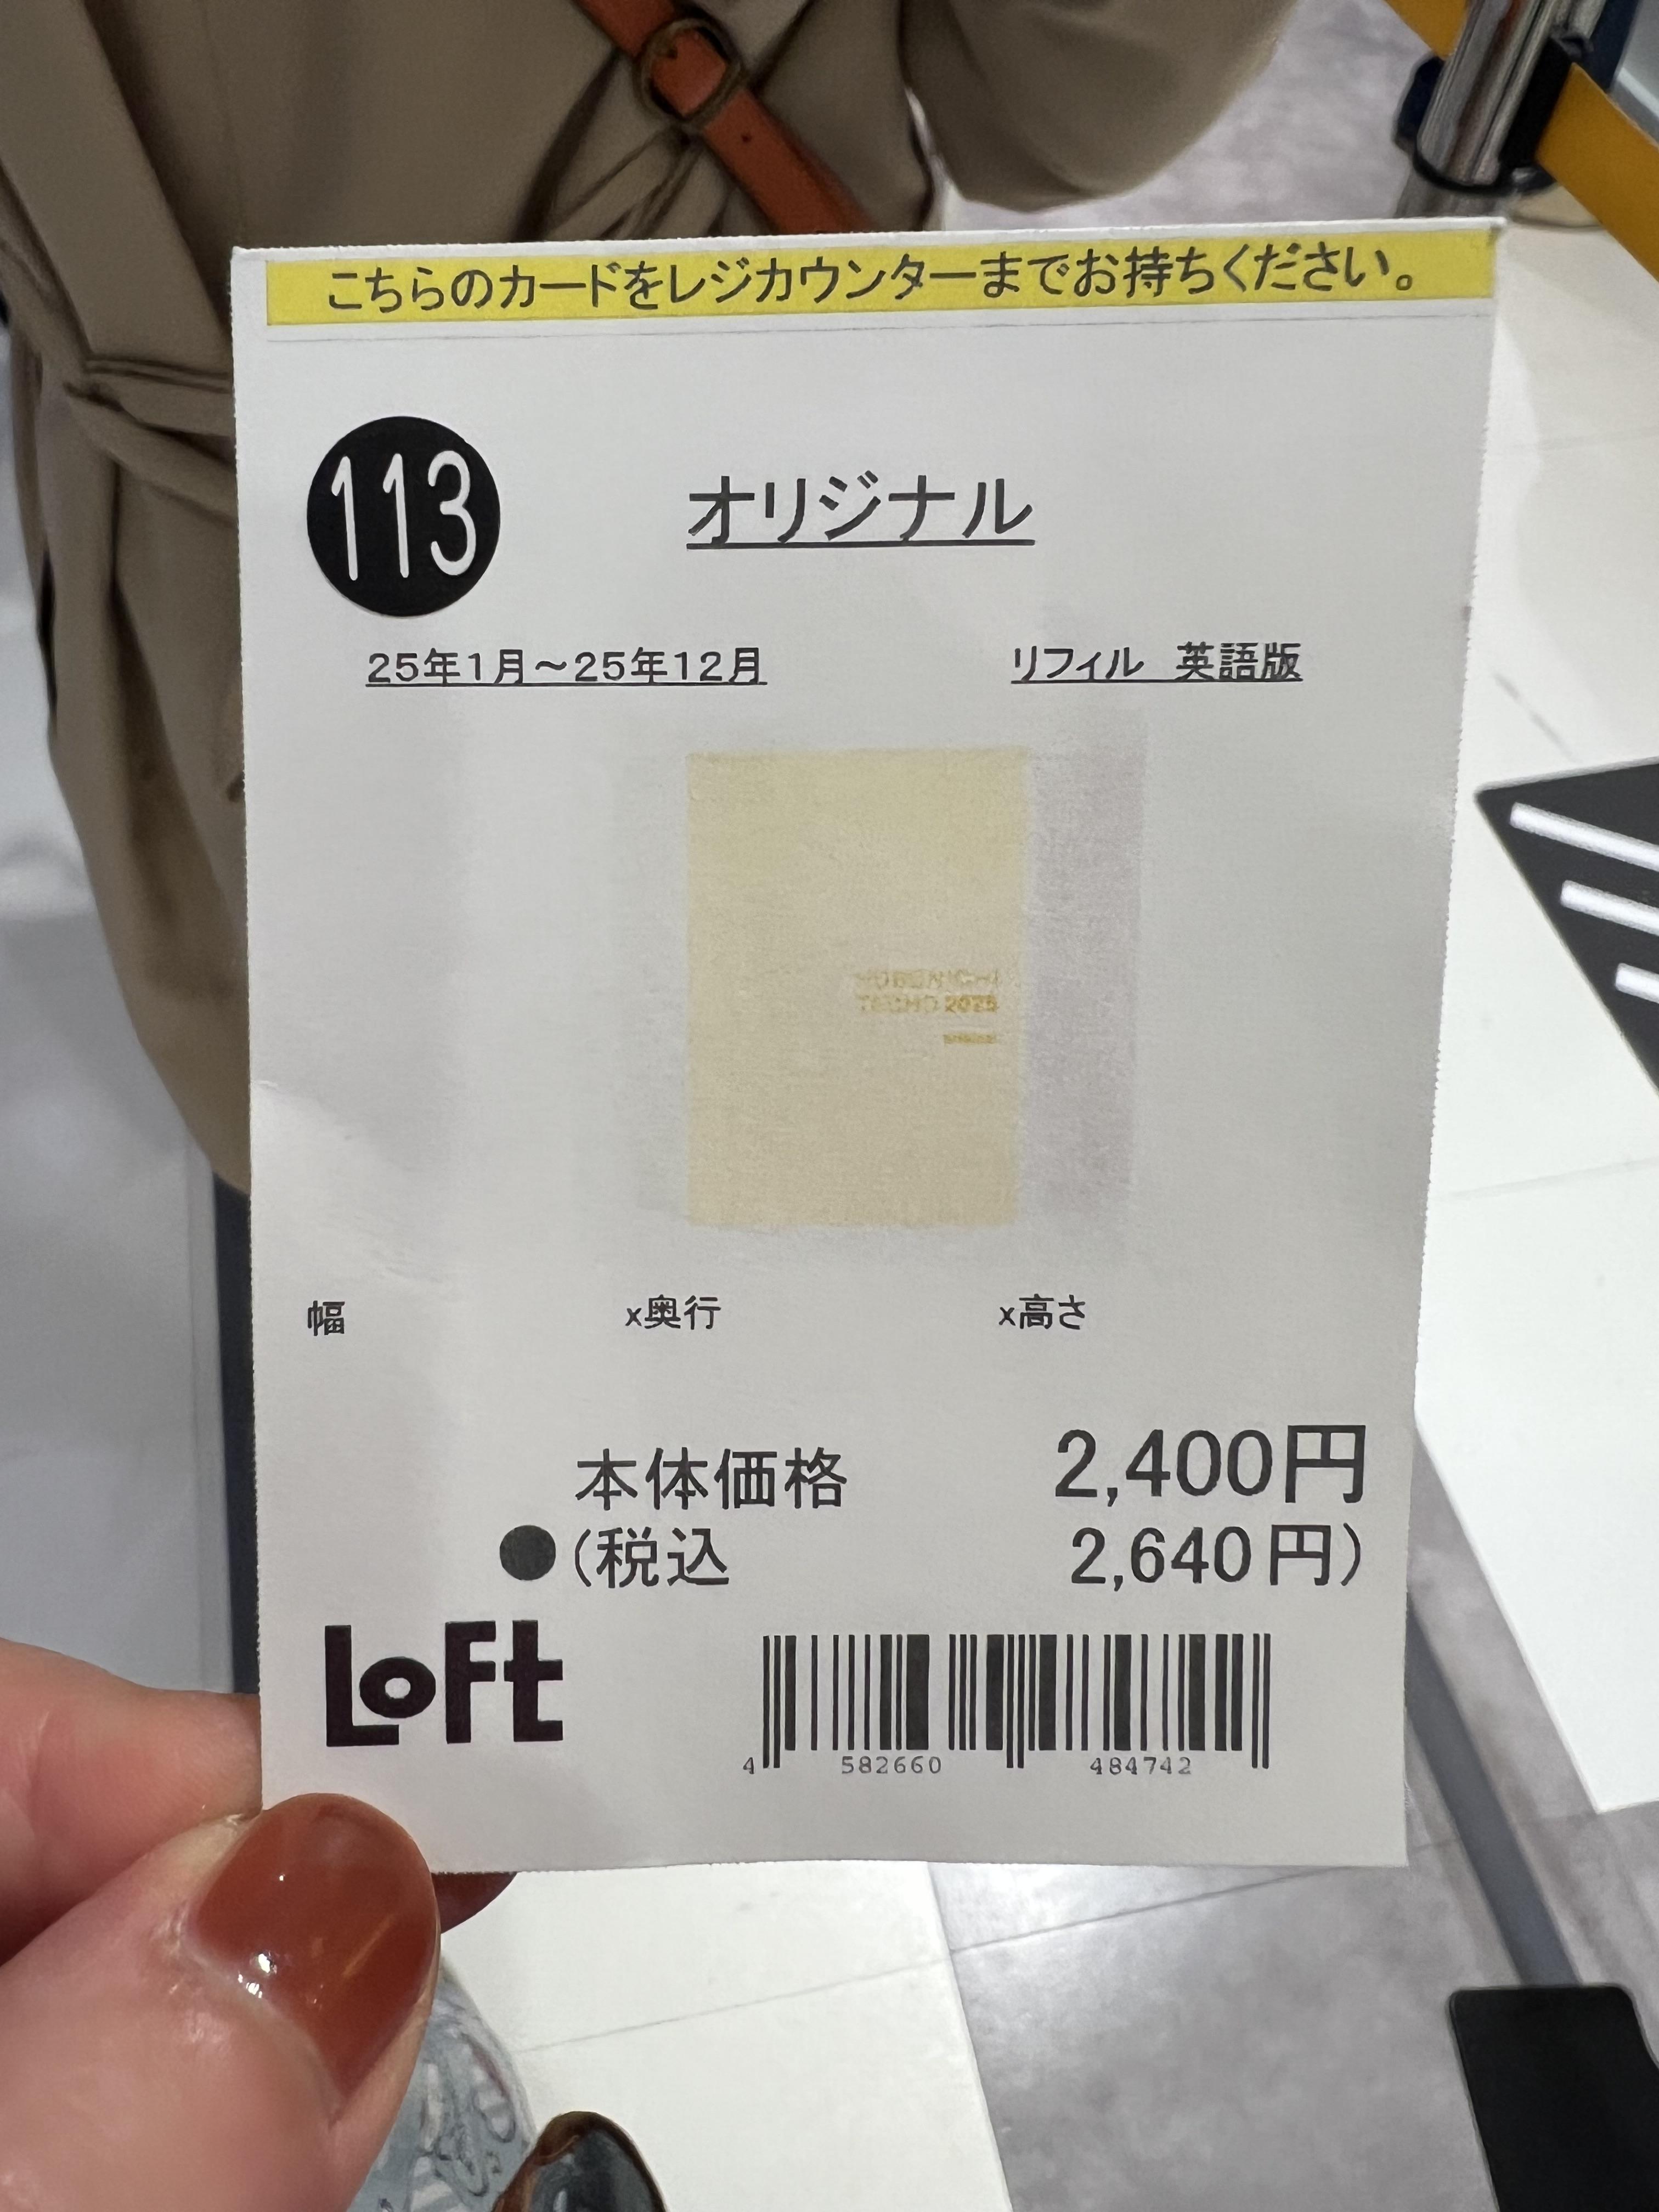 こちらのカードをレジカウンターまでお持ちください。
113 オリジナル
25年1月～25年12月 リフィル 英語版
HOBONICHI
TECHO 2025
幅 x奥行 x高さ
本体価格 2,400円
●(税込 2,640円)
LOFT
4 582660 484742